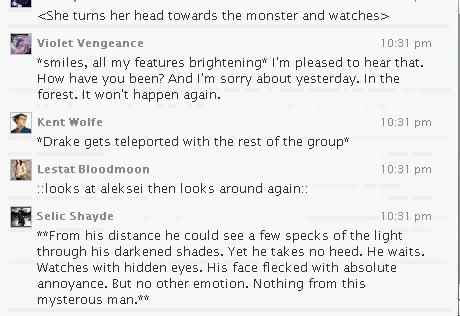 <She turns her head towards the monster and watches>
Violet Vengeance 10:31 pm
*smiles, all my features brightening* I'm pleased to hear that.
How have you been? And I'm sorry about yesterday. In the
forest. It won't happen again.
Kent Wolfe 10:31 pm
*Drake gets teleported with the rest of the group*
Lestat Bloodmoon 10:31 pm
::looks at aleksei then looks around again::
Selic Shayde 10:31 pm
**From his distance he could see a few specks of the light
through his darkened shades. Yet he takes no heed. He waits.
Watches with hidden eyes. His face flecked with absolute
annoyance. But no other emotion. Nothing from this
mysterous man.**